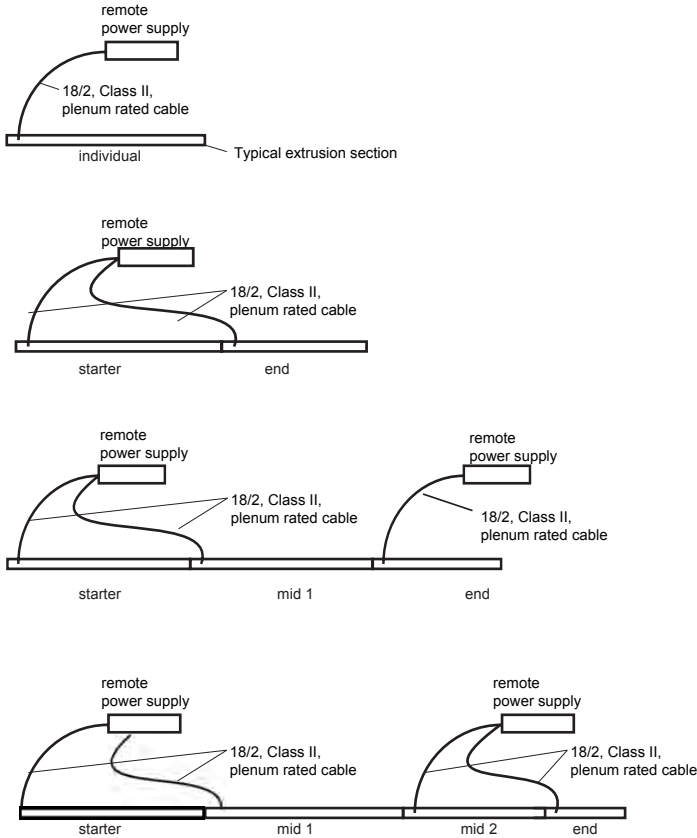 remote
power supply
18/2, Class II,
plenum rated cable
individual
Typical extrusion section
remote
power supply
18/2, Class II,
plenum rated cable
starter
end
remote
power supply
remote
power supply
18/2, Class II,
plenum rated cable
18/2, Class II,
plenum rated cable
starter
mid 1
end
remote
power supply
remote
power supply
18/2, Class II,
plenum rated cable
18/2, Class II,
plenum rated cable
starter
mid 1
mid 2
end